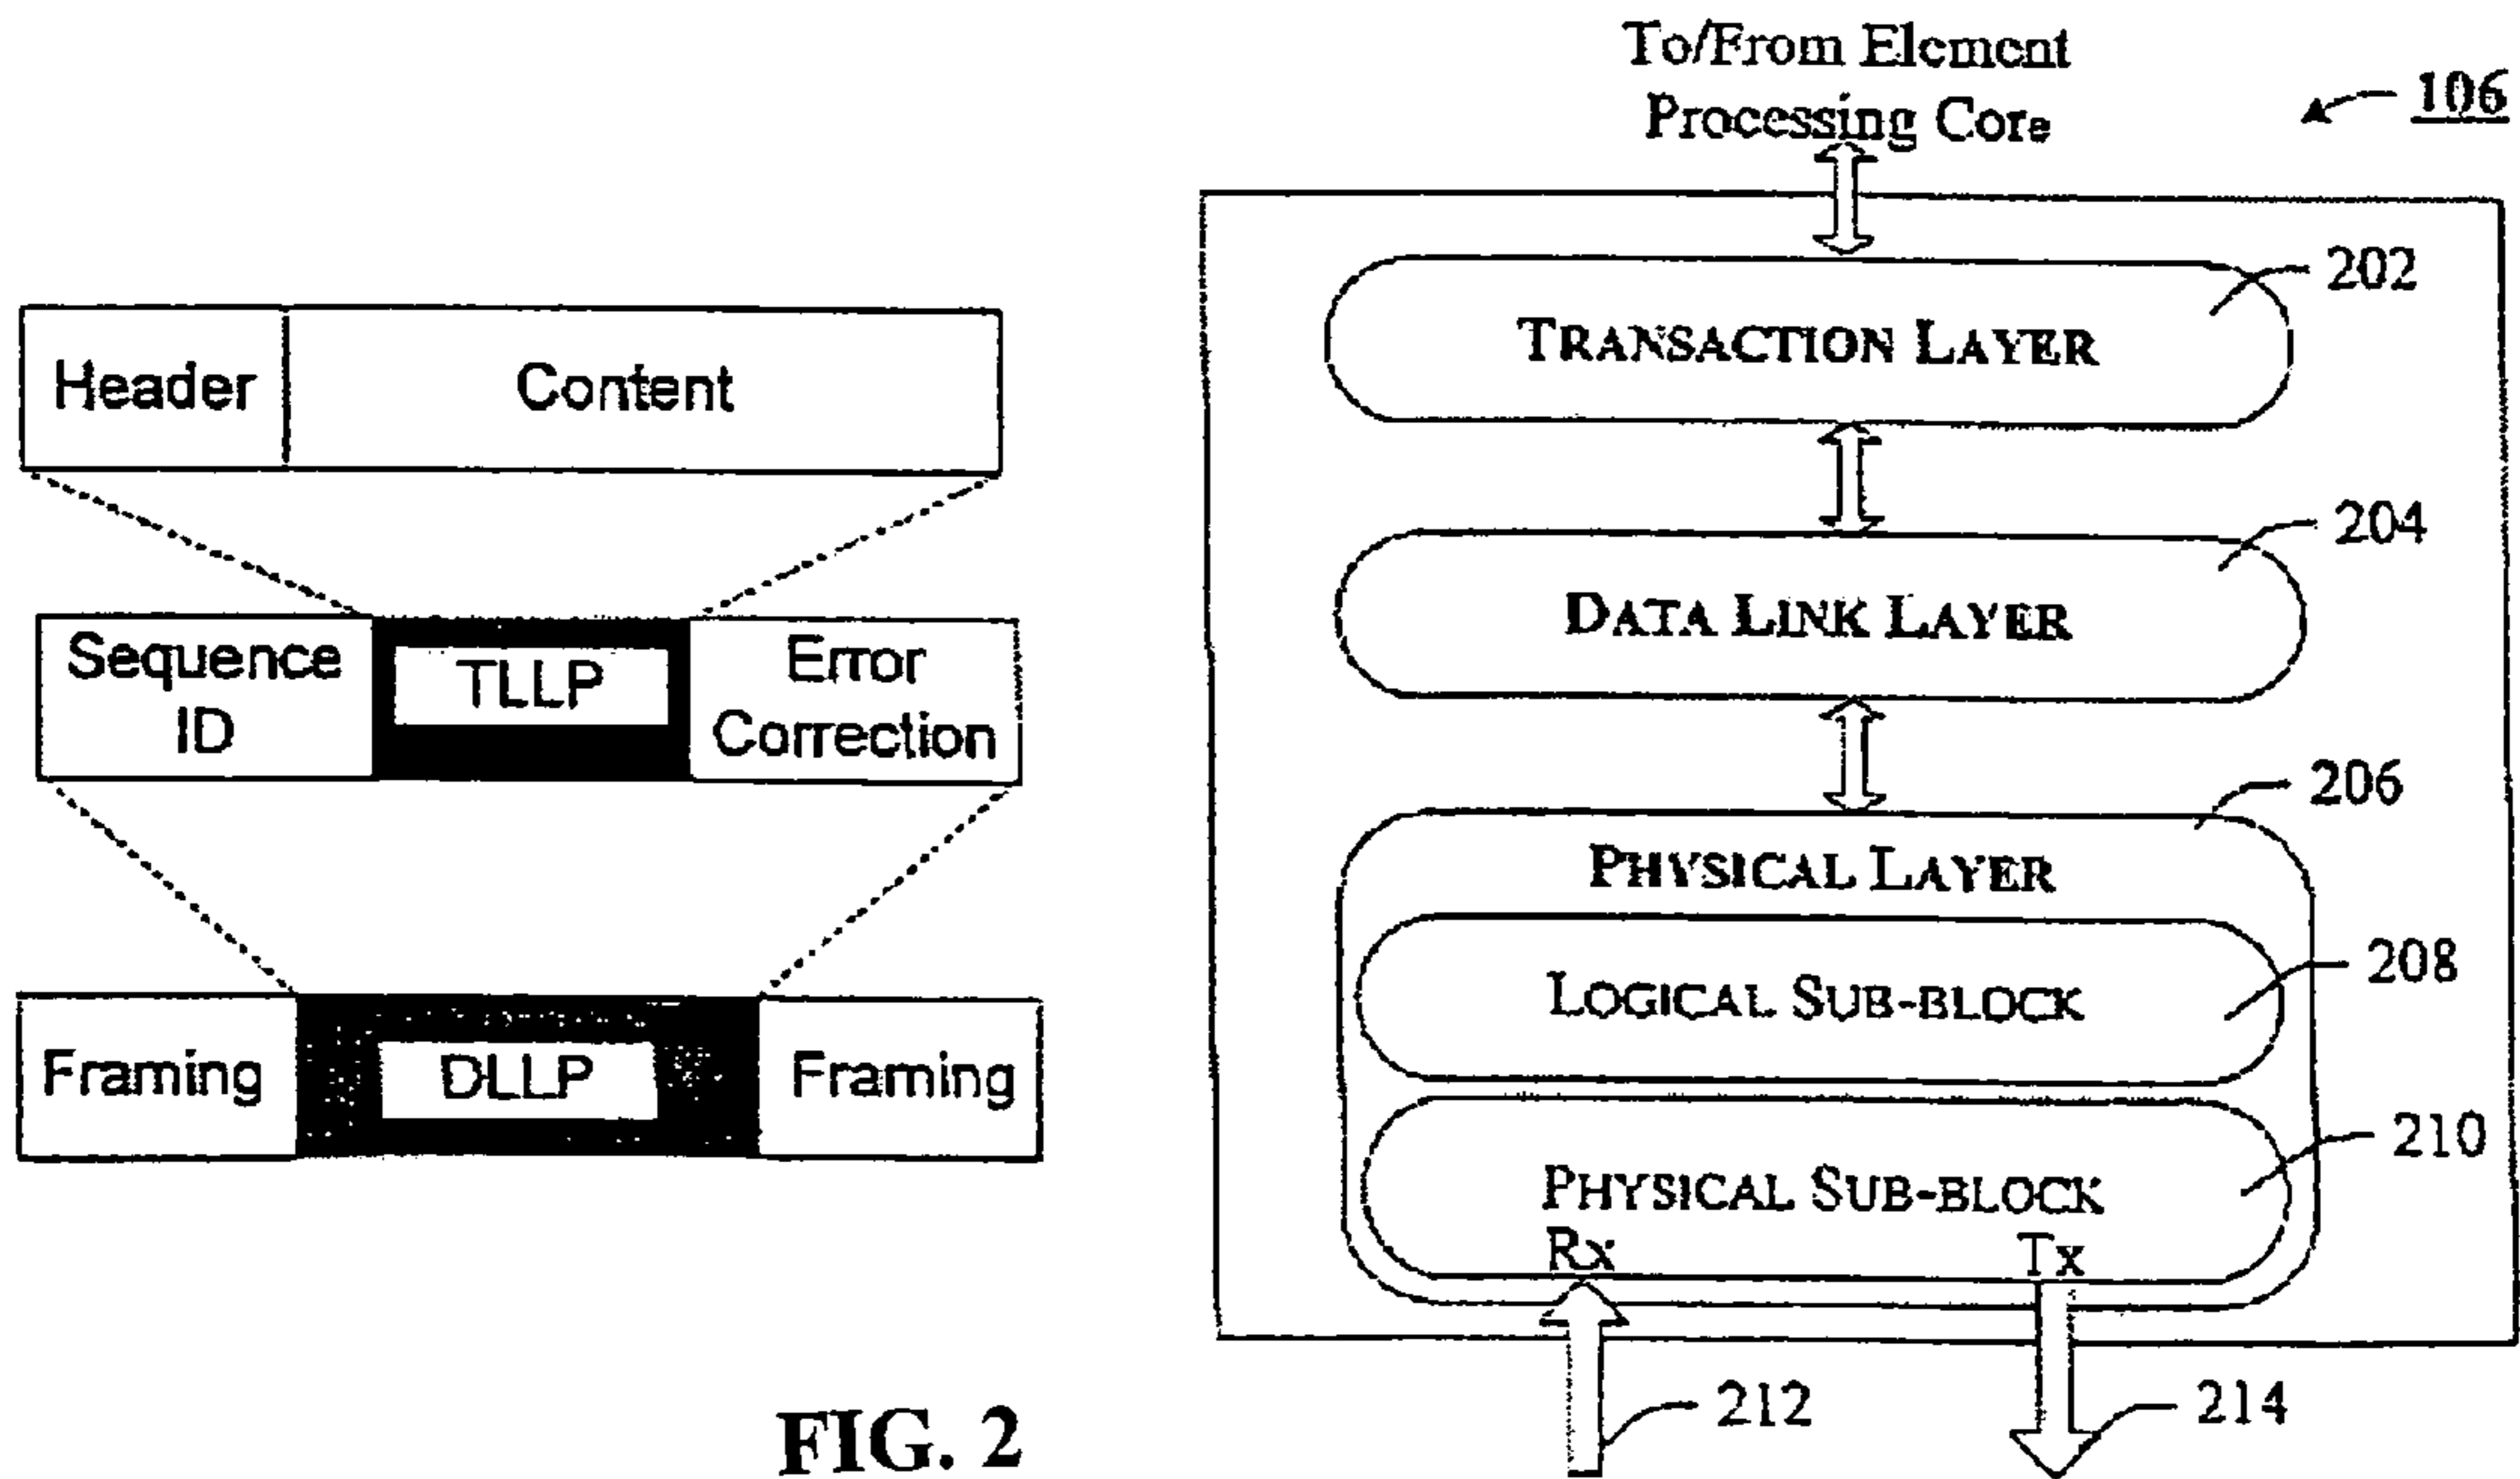 To/From Element
Processing Core
106
202
TRANSACTION LAYER
Header
Content
204
DATA LINK LAYER
Sequence
ID
TLLP
Error
Correction
206
PHYSICAL LAYER
208
LOGICAL SUB-BLOCK
Framing
DLLP
Framing
210
PHYSICAL SUB-BLOCK
Rx
Tx
212
214
FIG. 2